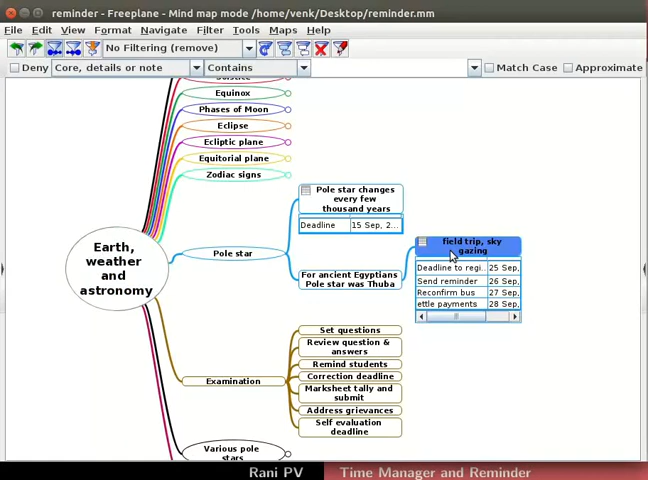 reminder - Freeplane - Mind map mode /home/venk/Desktop/reminder.mm
File Edit View Format Navigate Filter Tools Maps Help
No Filtering (remove)
Deny Core, details or note Contains Match Case Approximate
Solstice
Equinox
Phases of Moon
Eclipse
Ecliptic plane
Equitorial plane
Zodiac signs
Earth,
weather
and
astronomy
Pole star
Pole star changes
every few
thousand years
Deadline 15 Sep, 2...
For ancient Egyptians
Pole star was Thuba
field trip, sky
gazing
Deadline to regi... 25 Sep,
Send reminder 26 Sep,
Reconfirm bus 27 Sep,
ettle payments 28 Sep,
Examination
Set questions
Review question &
answers
Remind students
Correction deadline
Marksheet tally and
submit
Address grievances
Self evaluation
deadline
Various pole
stars
Rani PV Time Manager and Reminder